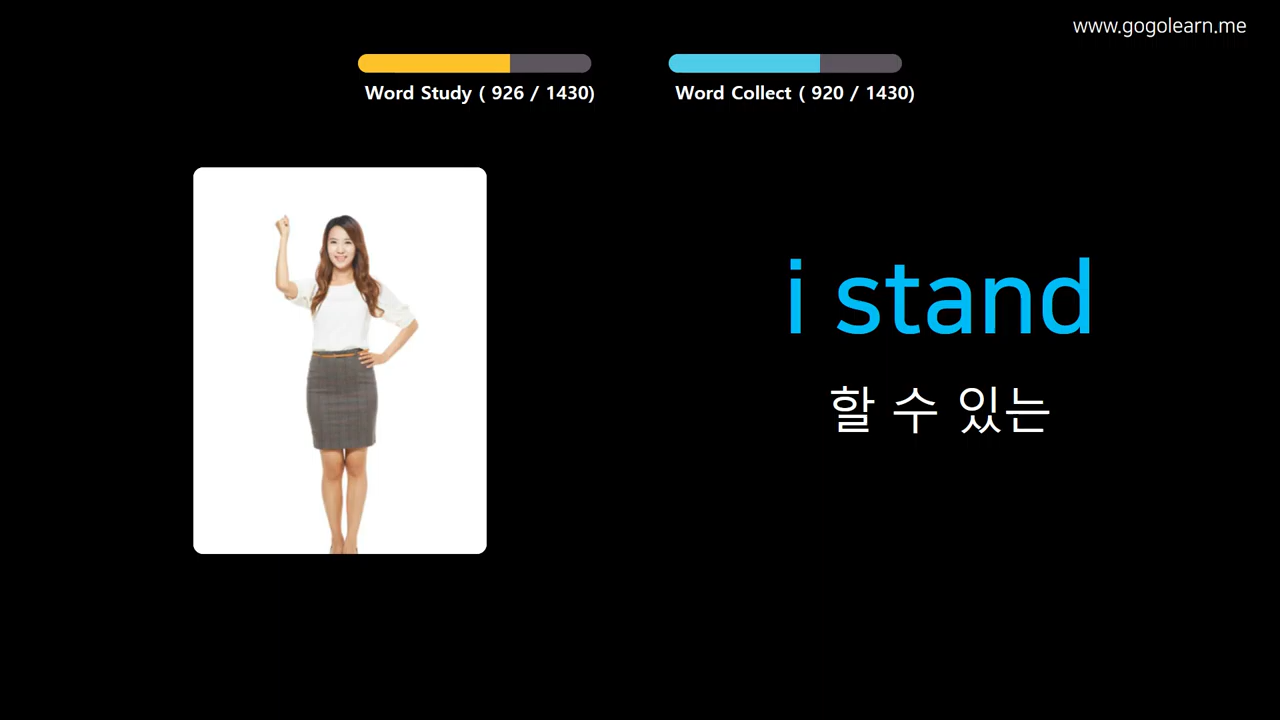 www.gogolearn.me
Word Study ( 926 / 1430)
Word Collect ( 920 / 1430)
i stand
할 수 있는